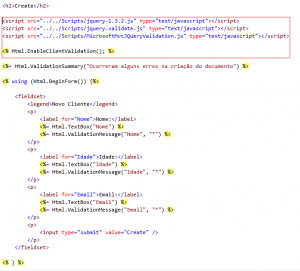 <h2>Create</h2>
<script src="../../Scripts/jquery-1.3.2.js" type="text/javascript"></script>
<script src="../../Scripts/jquery.validate.js" type="text/javascript"></script>
<script src="../../Scripts/MicrosoftMvcJQueryValidation.js" type="text/javascript"></script>
<% Html.EnableClientValidation(); %>
<%= Html.ValidationSummary("Ocorreram alguns erros na criação do documento") %>
<% using (Html.BeginForm()) {%>
<fieldset>
<legend>Novo Cliente</legend>
<p>
<label for="Nome">Nome:</label>
<%= Html.TextBox("Nome") %>
<%= Html.ValidationMessage("Nome", "*") %>
</p>
<p>
<label for="Idade">Idade:</label>
<%= Html.TextBox("Idade") %>
<%= Html.ValidationMessage("Idade", "*") %>
</p>
<p>
<label for="Email">Email:</label>
<%= Html.TextBox("Email") %>
<%= Html.ValidationMessage("Email", "*") %>
</p>
<p>
<input type="submit" value="Create" />
</p>
</fieldset>
<% } %>